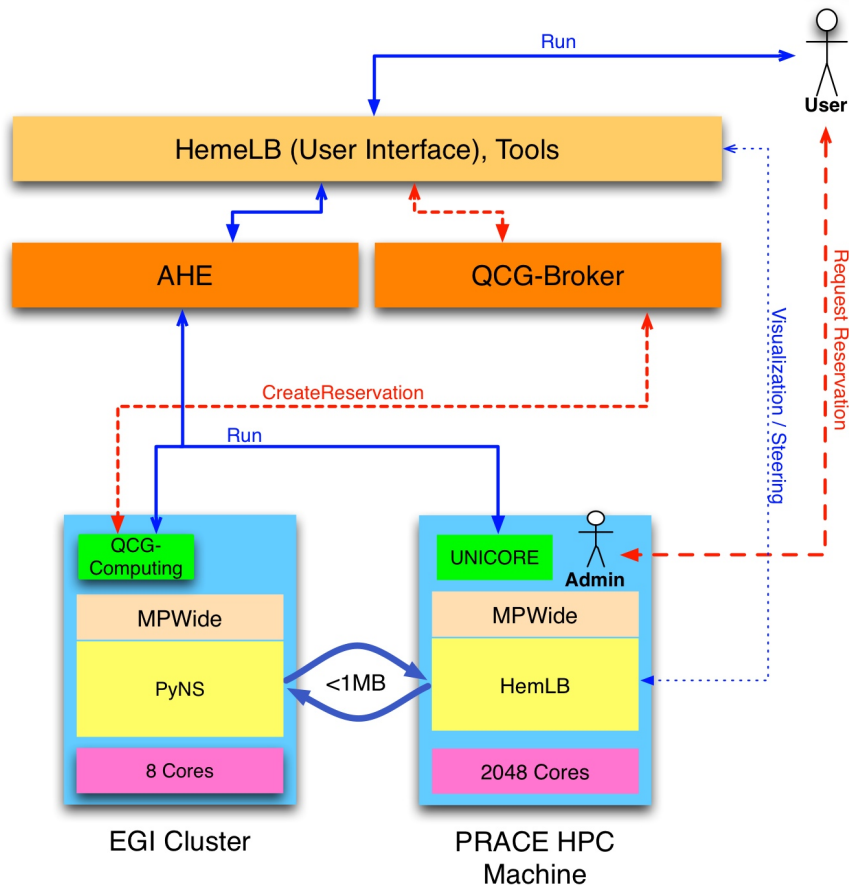 Run
User
HemeLB (User Interface), Tools
AHE
QCG-Broker
Request Reservation
Visualization / Steering
CreateReservation
Run
QCG-
Computing
UNICORE
Admin
MPWide
MPWide
PyNS
<1MB
HemLB
8 Cores
2048 Cores
EGI Cluster
PRACE HPC
Machine